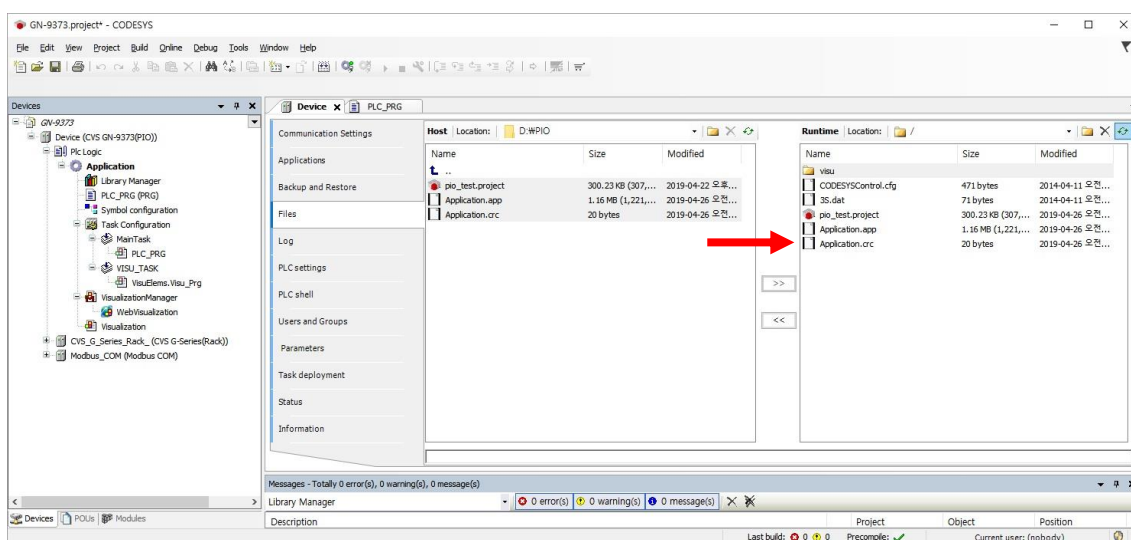 GN-9373.project* - CODESYS
File Edit View Project Build Online Debug Tools Window Help
Devices
GN-9373
Device (CVS GN-9373(PIO))
Plc Logic
Application
Library Manager
PLC_PRG (PRG)
Symbol configuration
Task Configuration
MainTask
PLC_PRG
VISU_TASK
VisuElems.Visu_Prg
VisualizationManager
WebVisualization
Visualization
CVS_G_Series_Rack_ (CVS G-Series(Rack))
Modbus_COM (Modbus COM)
Devices POUs Modules
Device PLC_PRG
Communication Settings
Applications
Backup and Restore
Files
Log
PLC settings
PLC shell
Users and Groups
Parameters
Task deployment
Status
Information
Host Location: D:₩PIO
Name Size Modified
..
pio_test.project 300.23 KB (307,... 2019-04-22 오후...
Application.app 1.16 MB (1,221,... 2019-04-26 오전...
Application.crc 20 bytes 2019-04-26 오전...
>>
<<
Runtime Location: /
Name Size Modified
visu
CODESYSControl.cfg 471 bytes 2014-04-11 오전...
3S.dat 71 bytes 2014-04-11 오전...
pio_test.project 300.23 KB (307,... 2019-04-26 오전...
Application.app 1.16 MB (1,221,... 2019-04-26 오전...
Application.crc 20 bytes 2019-04-26 오전...
Messages - Totally 0 error(s), 0 warning(s), 0 message(s)
Library Manager 0 error(s) 0 warning(s) 0 message(s)
Description Project Object Position
Last build: 0 0 Precompile: Current user: (nobody)